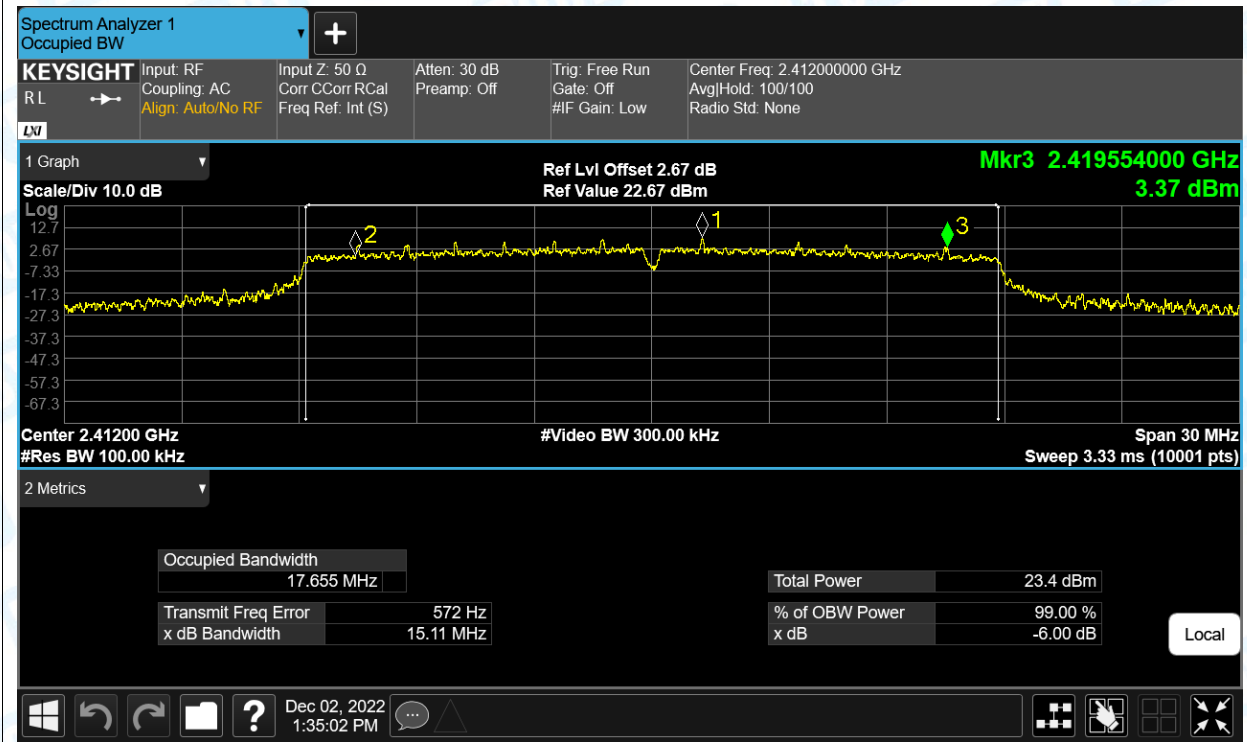 Spectrum Analyzer 1
Occupied BW
KEYSIGHT
R L
LXI
Input: RF
Coupling: AC
Align: Auto/No RF
Input Z: 50 Ω
Corr CCorr RCal
Freq Ref: Int (S)
Atten: 30 dB
Preamp: Off
Trig: Free Run
Gate: Off
#IF Gain: Low
Center Freq: 2.412000000 GHz
Avg|Hold: 100/100
Radio Std: None
1 Graph
Scale/Div 10.0 dB
Ref Lvl Offset 2.67 dB
Ref Value 22.67 dBm
Mkr3 2.419554000 GHz
3.37 dBm
Log
12.7
2.67
-7.33
-17.3
-27.3
-37.3
-47.3
-57.3
-67.3
2
1
3
Center 2.41200 GHz
#Video BW 300.00 kHz
Span 30 MHz
#Res BW 100.00 kHz
Sweep 3.33 ms (10001 pts)
2 Metrics
Occupied Bandwidth
17.655 MHz
Total Power 23.4 dBm
Transmit Freq Error 572 Hz
% of OBW Power 99.00 %
x dB Bandwidth 15.11 MHz
x dB -6.00 dB
Local
?
Dec 02, 2022
1:35:02 PM